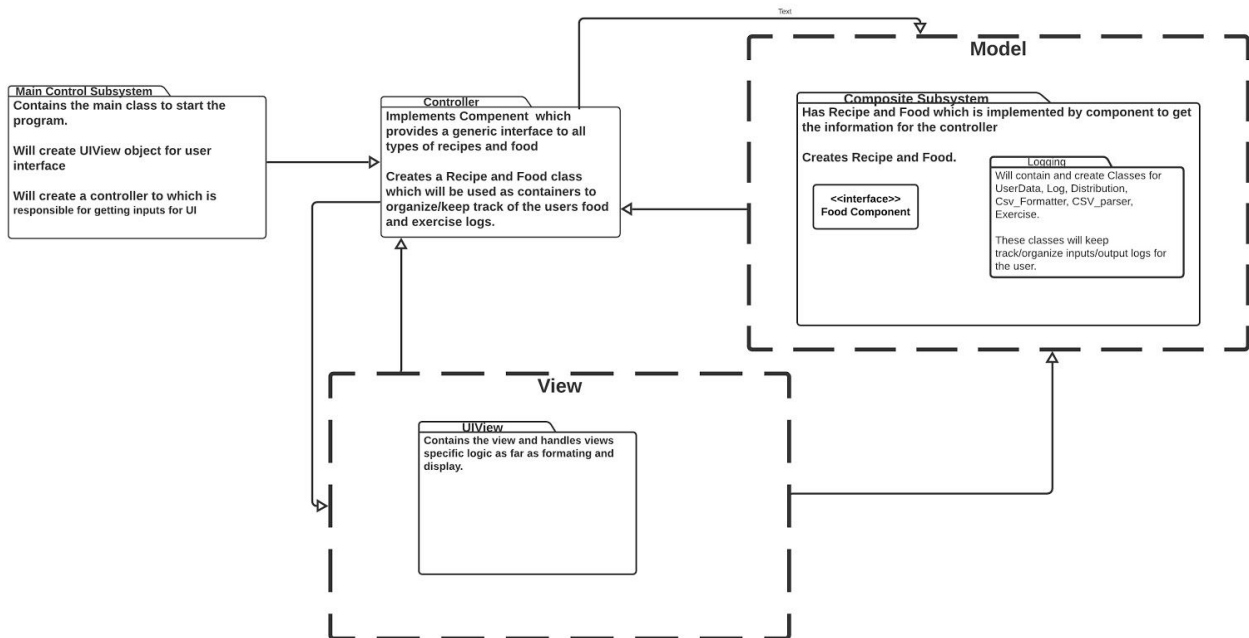 Text
Model
Main Control Subsystem
Contains the main class to start the
program.
Will create UIView object for user
interface
Will create a controller to which is
responsible for getting inputs for UI
Controller
Implements Compenent which
provides a generic interface to all
types of recipes and food
Creates a Recipe and Food class
which will be used as containers to
organize/keep track of the users food
and exercise logs.
Composite Subsystem
Has Recipe and Food which is implemented by component to get
the information for the controller
Creates Recipe and Food.
<<interface>>
Food Component
Logging
Will contain and create Classes for
UserData, Log, Distribution,
Csv_Formatter, CSV_parser,
Exercise.
These classes will keep
track/organize inputs/output logs for
the user.
View
UIView
Contains the view and handles views
specific logic as far as formating and
display.